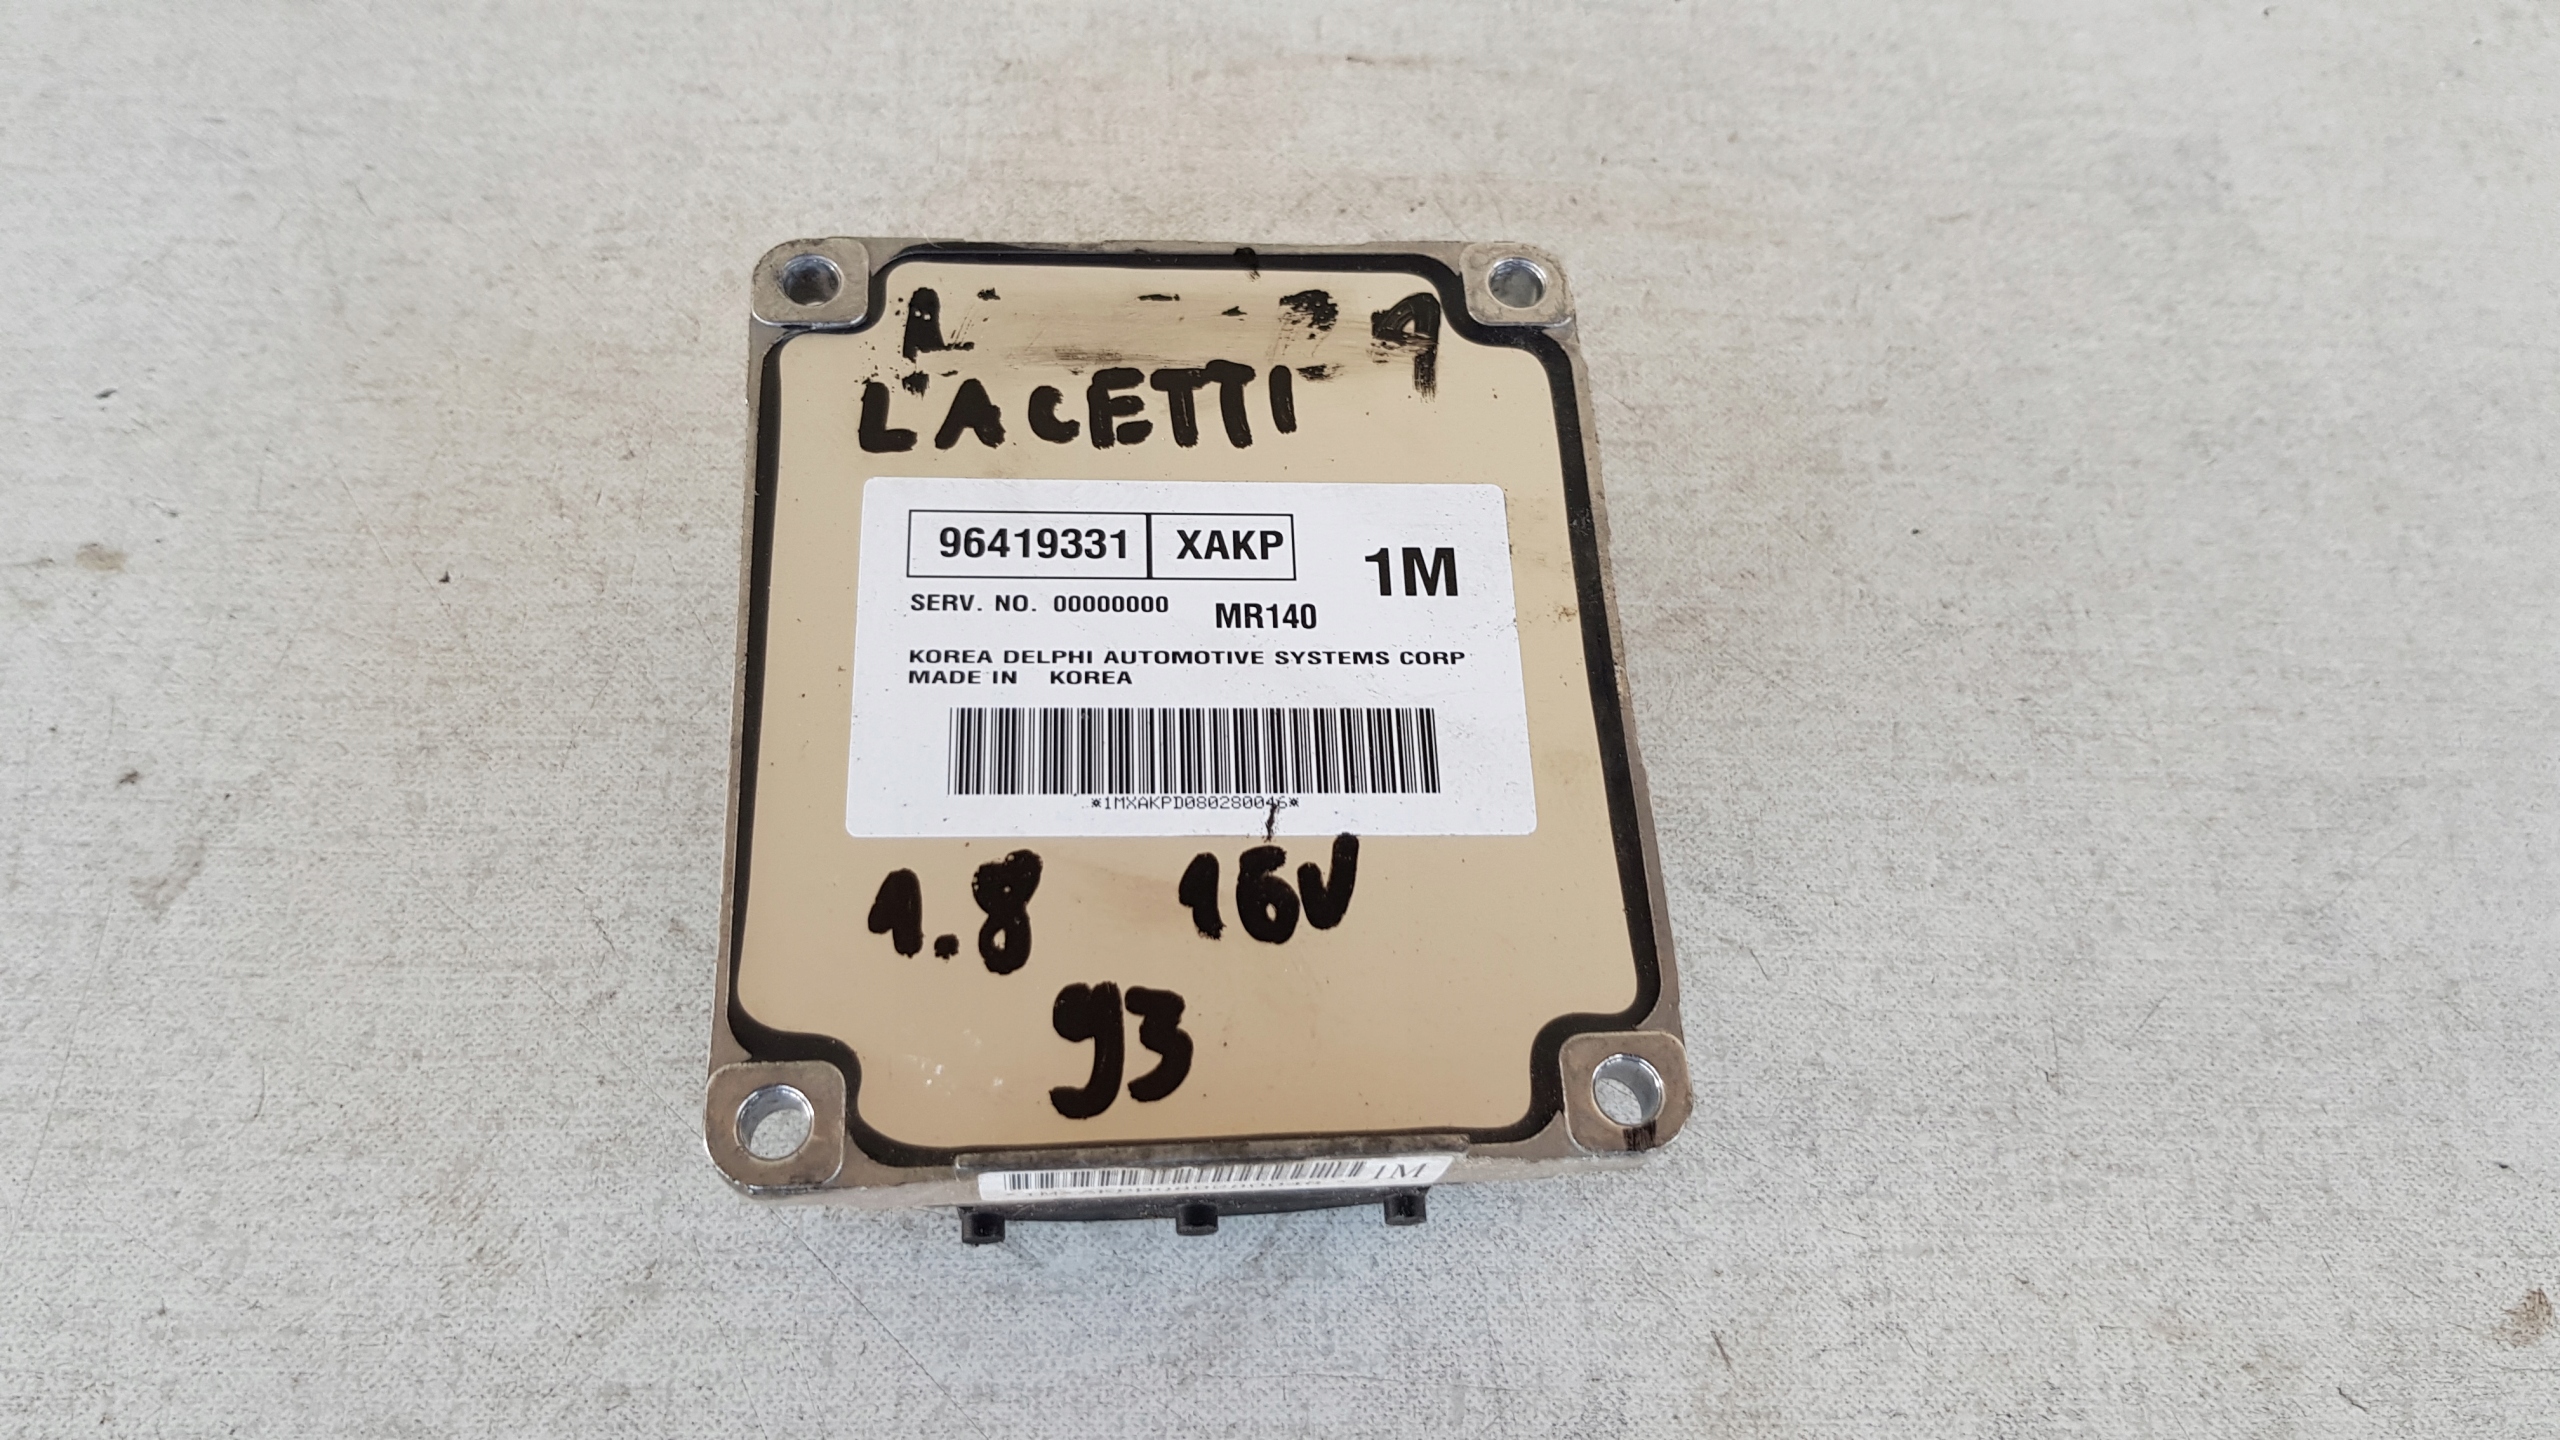 LACETTI
96419331 XAKP 1M
SERV. NO. 00000000 MR140
KOREA DELPHI AUTOMOTIVE SYSTEMS CORP
MADE IN KOREA
*1MXAKPD080280046*
1.8 16V
93
1M